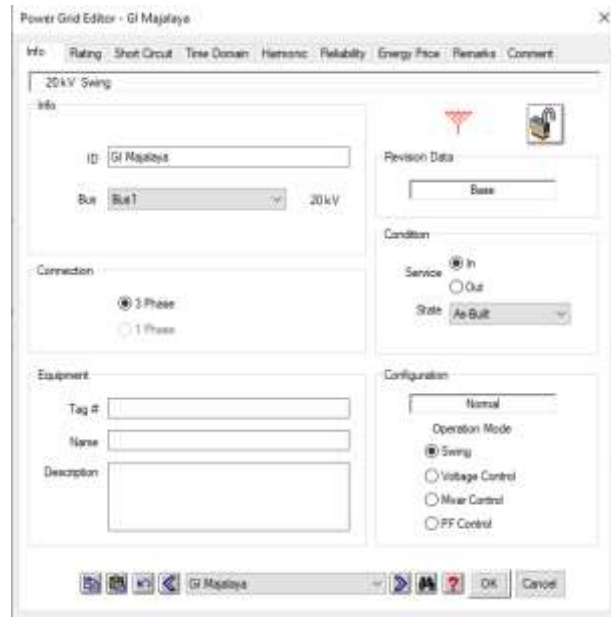 Power Grid Editor - GI Majalaya
Info Rating Short Circuit Time Domain Harmonic Reliability Energy Price Remarks Comment
20 kV Swing
Info
ID GI Majalaya
Bus Bus1 20 kV
Revision Data
Base
Condition
Service In
Out
State As-Built
Connection
3 Phase
1 Phase
Equipment
Tag #
Name
Description
Configuration
Normal
Operation Mode
Swing
Voltage Control
Mvar Control
PF Control
GI Majalaya ? OK Cancel